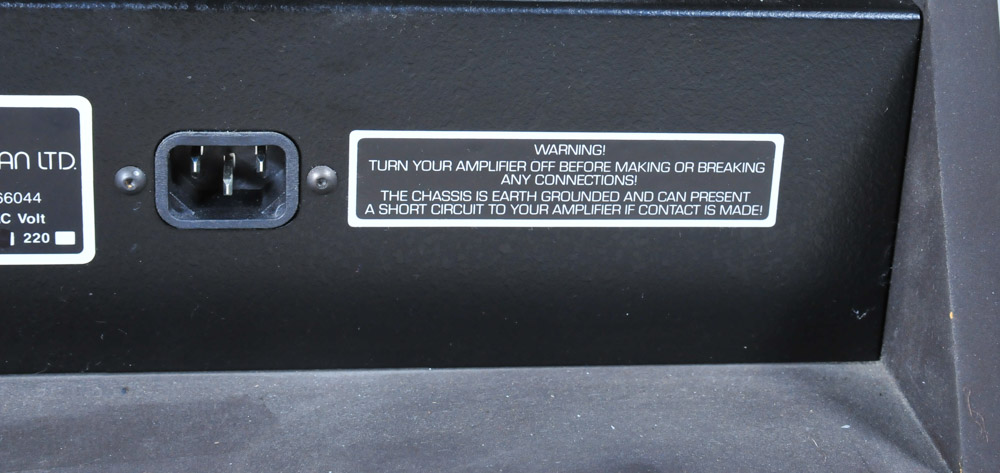 AN LTD.
66044
C Volt
220
WARNING!
TURN YOUR AMPLIFIER OFF BEFORE MAKING OR BREAKING
ANY CONNECTIONS!
THE CHASSIS IS EARTH GROUNDED AND CAN PRESENT
A SHORT CIRCUIT TO YOUR AMPLIFIER IF CONTACT IS MADE!